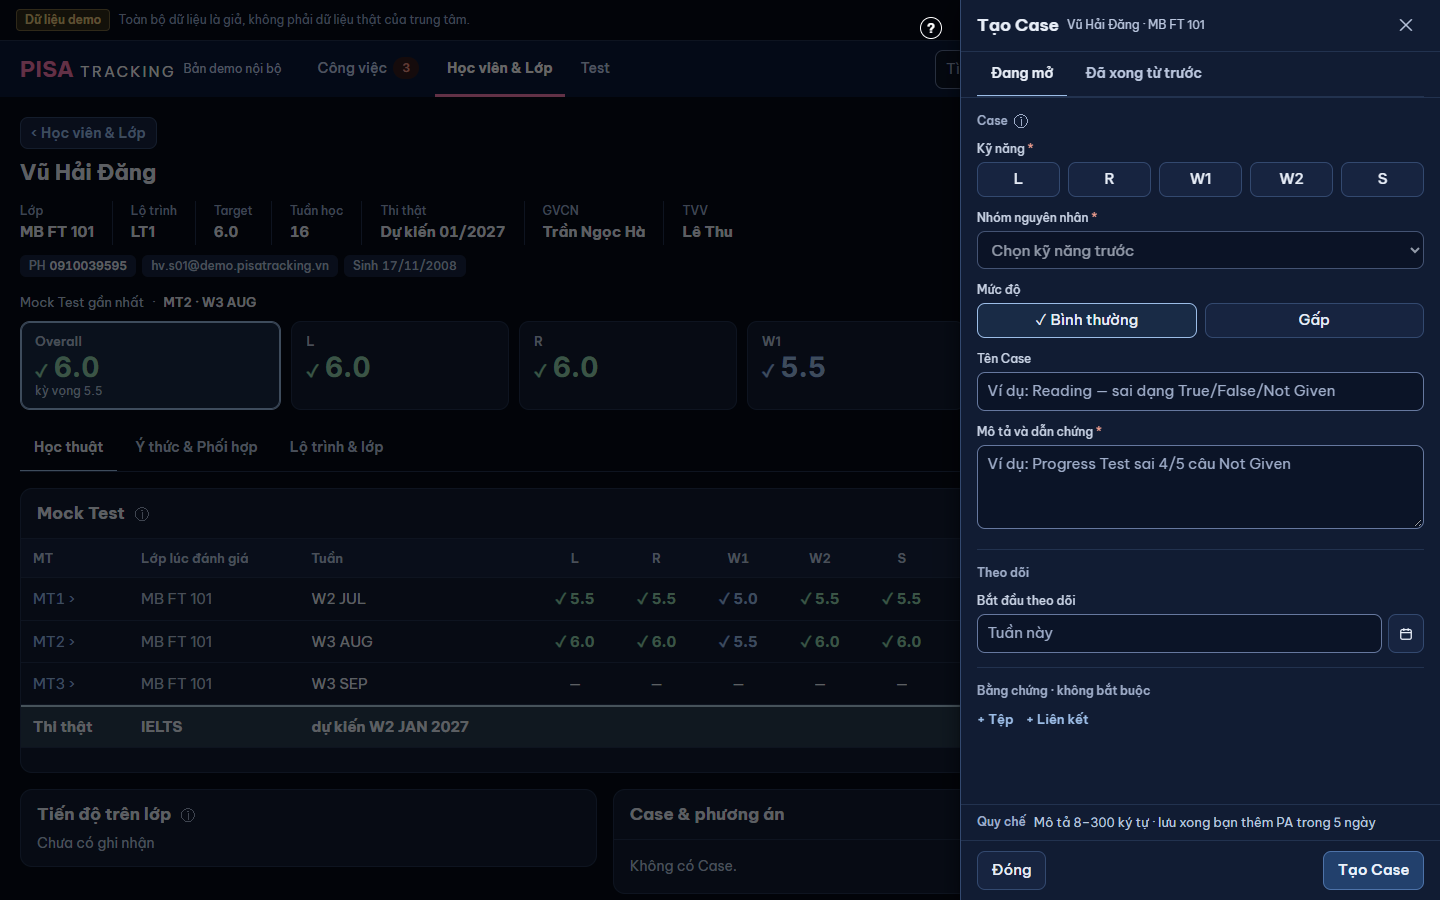 Dữ liệu demo Toàn bộ dữ liệu là giả, không phải dữ liệu thật của trung tâm.
?
PISA TRACKING Bản demo nội bộ Công việc 3 Học viên & Lớp Test
‹ Học viên & Lớp
Vũ Hải Đăng
Lớp Lộ trình Target Tuần học Thi thật GVCN TVV
MB FT 101 LT1 6.0 16 Dự kiến 01/2027 Trần Ngọc Hà Lê Thu
PH 0910039595 hv.s01@demo.pisatracking.vn Sinh 17/11/2008
Mock Test gần nhất · MT2 · W3 AUG
Overall L R W1
✓ 6.0 ✓ 6.0 ✓ 6.0 ✓ 5.5
kỳ vọng 5.5
Học thuật Ý thức & Phối hợp Lộ trình & lớp
Mock Test ⓘ
MT Lớp lúc đánh giá Tuần L R W1 W2 S
MT1 › MB FT 101 W2 JUL ✓ 5.5 ✓ 5.5 ✓ 5.0 ✓ 5.5 ✓ 5.5
MT2 › MB FT 101 W3 AUG ✓ 6.0 ✓ 6.0 ✓ 5.5 ✓ 6.0 ✓ 6.0
MT3 › MB FT 101 W3 SEP – – – – –
Thi thật IELTS dự kiến W2 JAN 2027
Tiến độ trên lớp ⓘ
Chưa có ghi nhận
Case & phương án
Không có Case.
Tạo Case Vũ Hải Đăng · MB FT 101
Đang mở Đã xong từ trước
Case ⓘ
Kỹ năng *
L R W1 W2 S
Nhóm nguyên nhân *
Chọn kỹ năng trước
Mức độ
✓ Bình thường Gấp
Tên Case
Ví dụ: Reading — sai dạng True/False/Not Given
Mô tả và dẫn chứng *
Ví dụ: Progress Test sai 4/5 câu Not Given
Theo dõi
Bắt đầu theo dõi
Tuần này
Bằng chứng · không bắt buộc
+ Tệp + Liên kết
Quy chế Mô tả 8–300 ký tự · lưu xong bạn thêm PA trong 5 ngày
Đóng Tạo Case